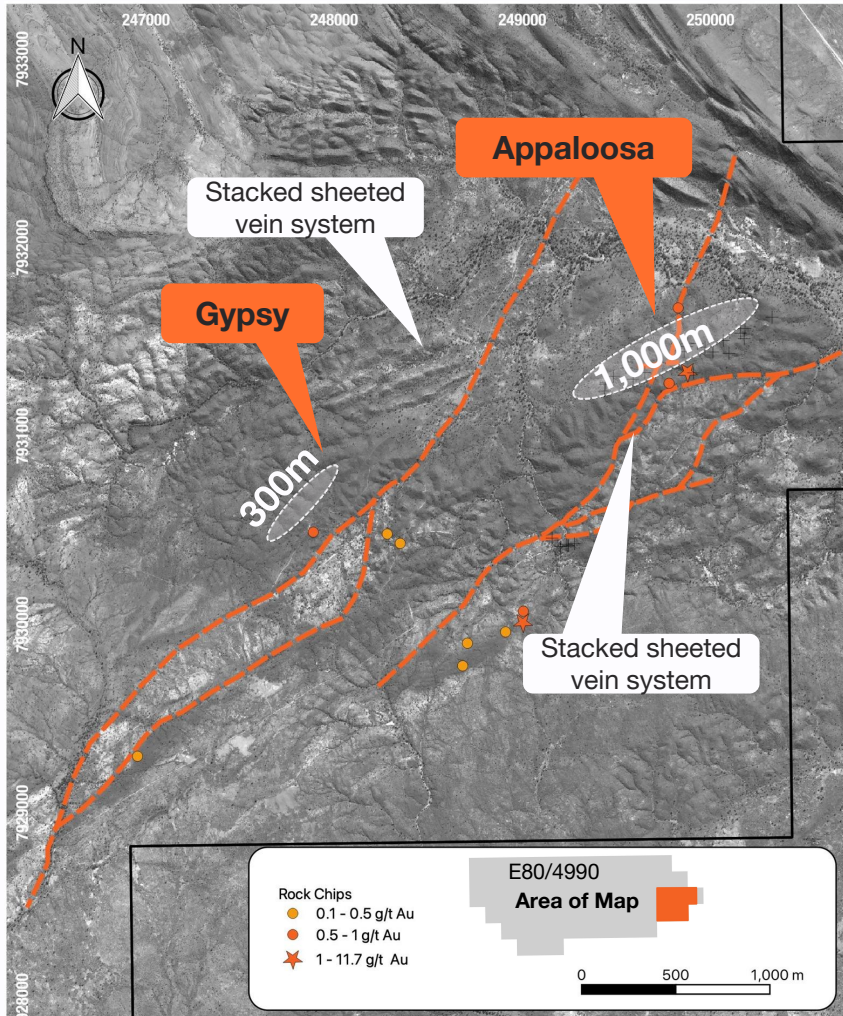 247000
248000
249000
250000
N
7933000
7932000
7931000
7930000
7929000
Appaloosa
Stacked sheeted
vein system
Gypsy
1,000m
300m
Stacked sheeted
vein system
Rock Chips
0.1 - 0.5 g/t Au
0.5 - 1 g/t Au
1 - 11.7 g/t Au
E80/4990
Area of Map
0
500
1,000 m